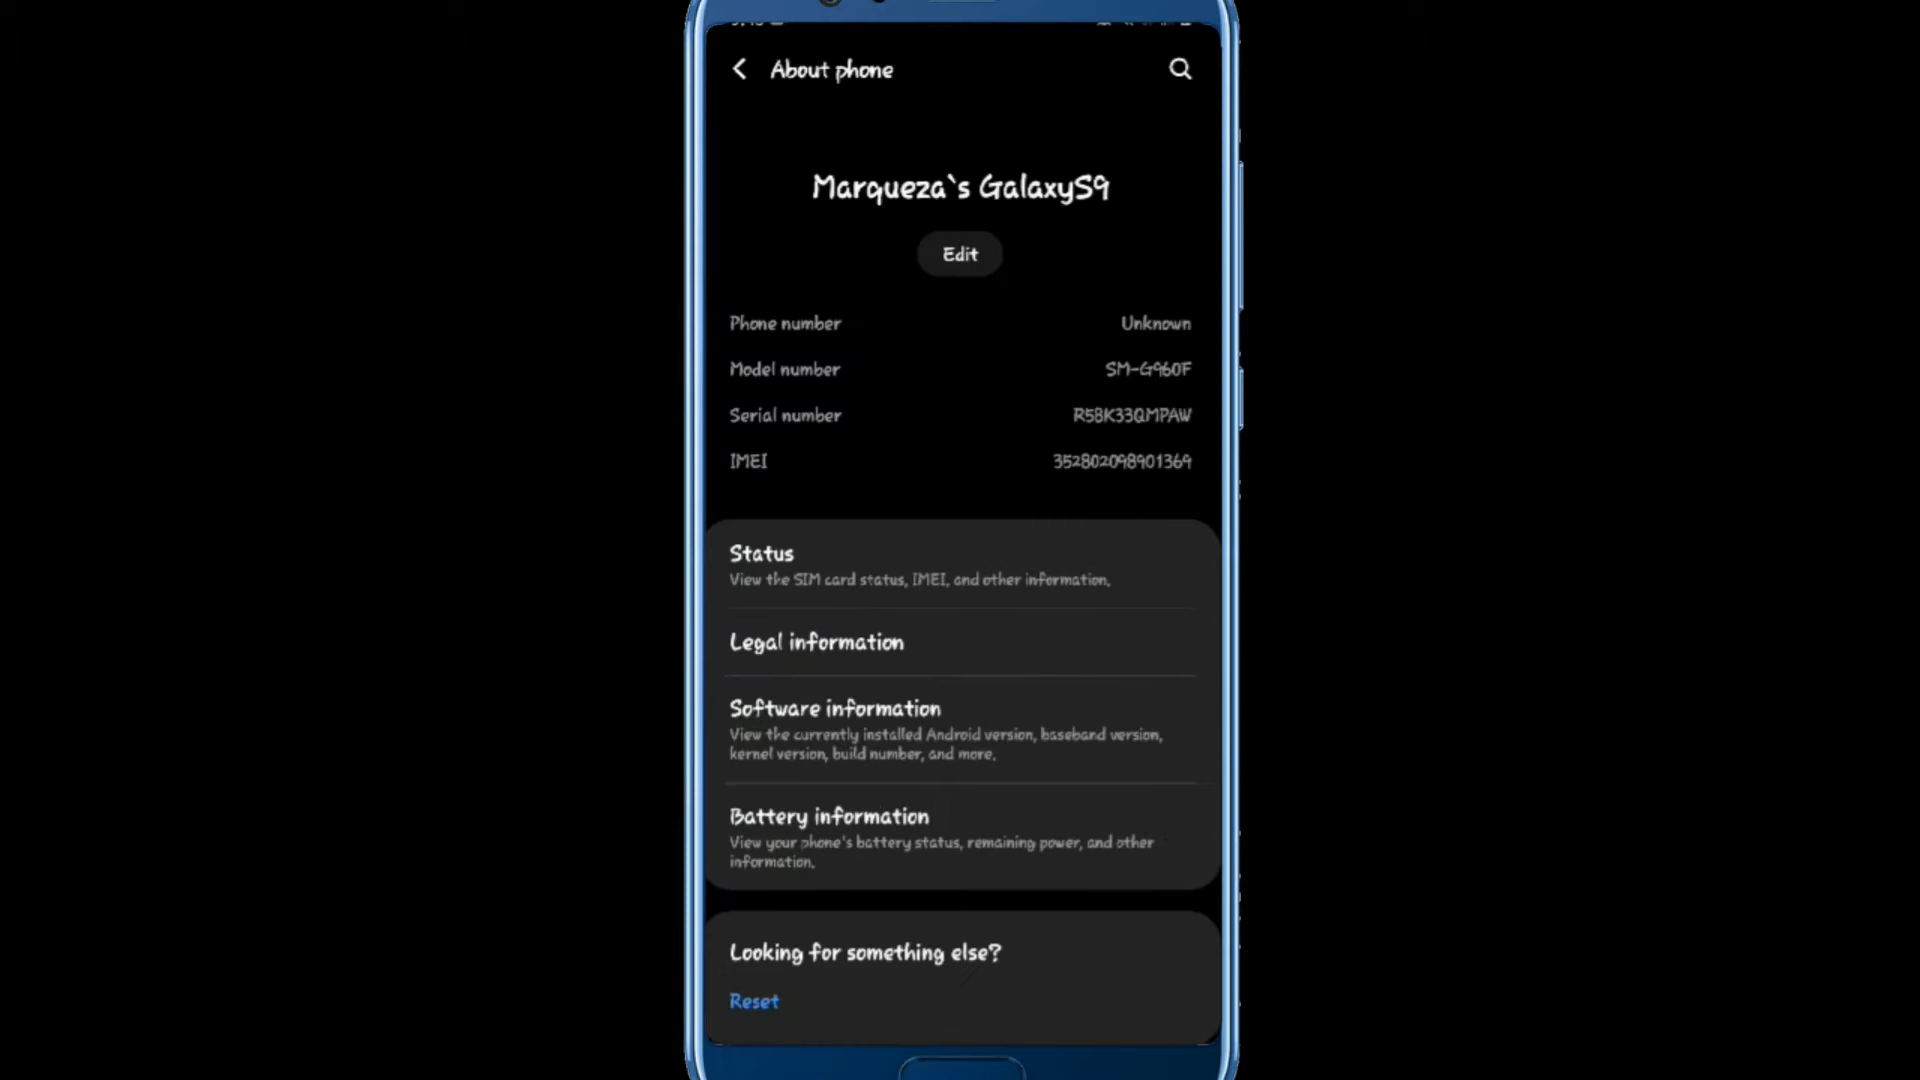 About phone
Marqueza`s GalaxyS9
Edit
Phone number Unknown
Model number SM-G960F
Serial number R58K33QMPAW
IMEI 352802098901369
Status
View the SIM card status, IMEI, and other information.
Legal information
Software information
View the currently installed Android version, baseband version,
kernel version, build number, and more.
Battery information
View your phone's battery status, remaining power, and other
information.
Looking for something else?
Reset